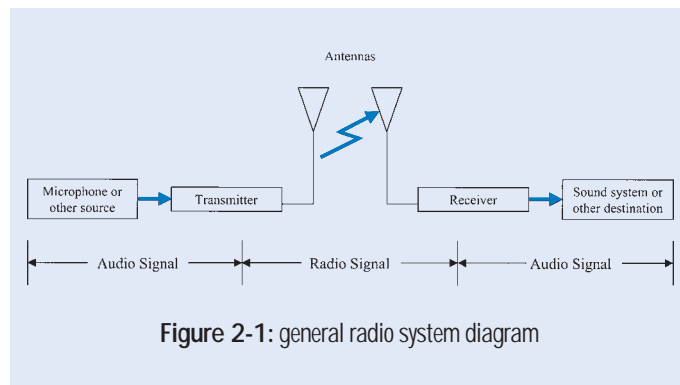 Antennas
Microphone or
other source
Transmitter
Receiver
Sound system or
other destination
Audio Signal
Radio Signal
Audio Signal
Figure 2-1: general radio system diagram